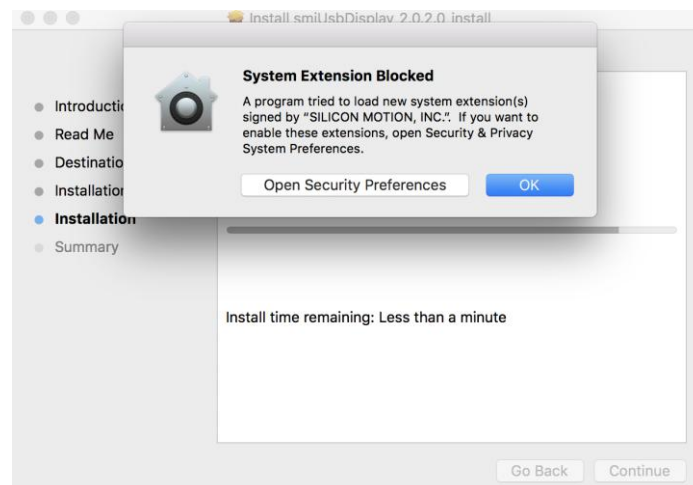 Install smiUsbDisplay 2.0.2.0 install
System Extension Blocked
A program tried to load new system extension(s)
signed by “SILICON MOTION, INC.”. If you want to
enable these extensions, open Security & Privacy
System Preferences.
Open Security Preferences
OK
Introductio
Read Me
Destinatio
Installation
Installation
Summary
Install time remaining: Less than a minute
Go Back
Continue